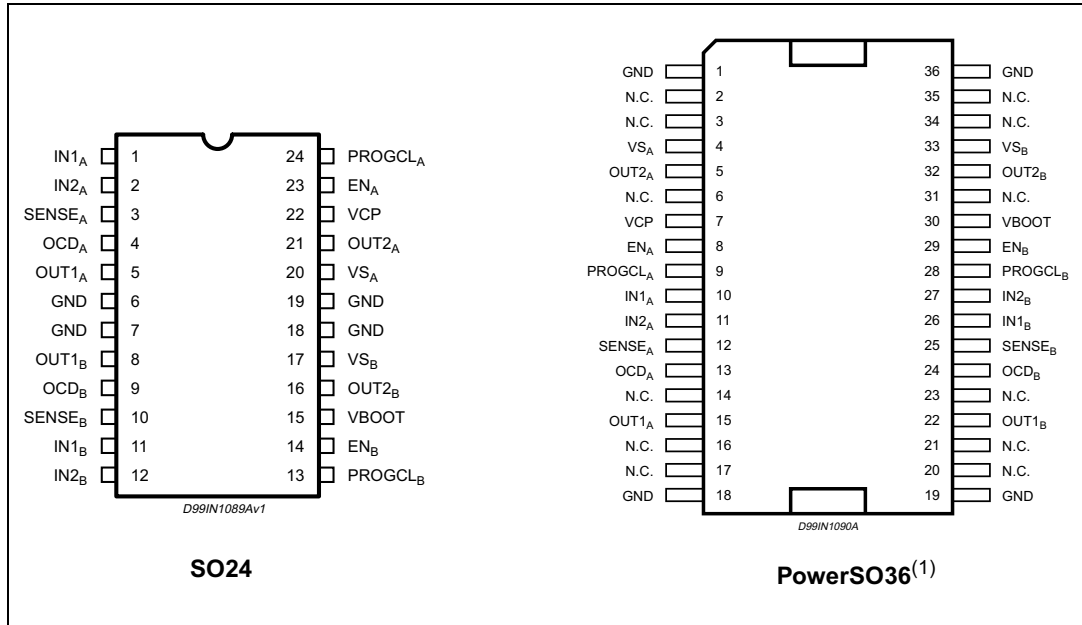 IN1A 1 24 PROGCLA
IN2A 2 23 ENA
SENSEA 3 22 VCP
OCDA 4 21 OUT2A
OUT1A 5 20 VSA
GND 6 19 GND
GND 7 18 GND
OUT1B 8 17 VSB
OCDB 9 16 OUT2B
SENSEB 10 15 VBOOT
IN1B 11 14 ENB
IN2B 12 13 PROGCLB
D99IN1089Av1
SO24
GND 1 36 GND
N.C. 2 35 N.C.
N.C. 3 34 N.C.
VSA 4 33 VSB
OUT2A 5 32 OUT2B
N.C. 6 31 N.C.
VCP 7 30 VBOOT
ENA 8 29 ENB
PROGCLA 9 28 PROGCLB
IN1A 10 27 IN2B
IN2A 11 26 IN1B
SENSEA 12 25 SENSEB
OCDA 13 24 OCDB
N.C. 14 23 N.C.
OUT1A 15 22 OUT1B
N.C. 16 21 N.C.
N.C. 17 20 N.C.
GND 18 19 GND
D99IN1090A
PowerSO36(1)